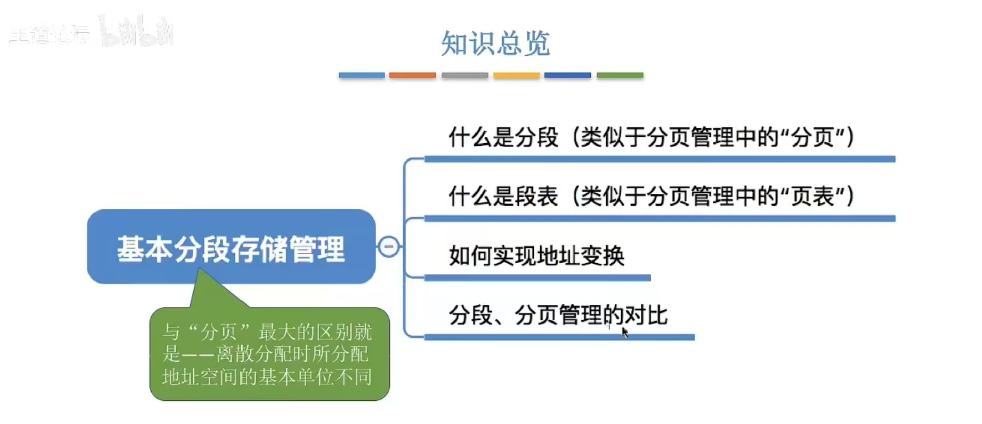 bilibili
知识总览
什么是分段（类似于分页管理中的“分页”）
什么是段表（类似于分页管理中的“页表”）
基本分段存储管理
如何实现地址变换
分段、分页管理的对比
与“分页”最大的区别就
是——离散分配时所分配
地址空间的基本单位不同